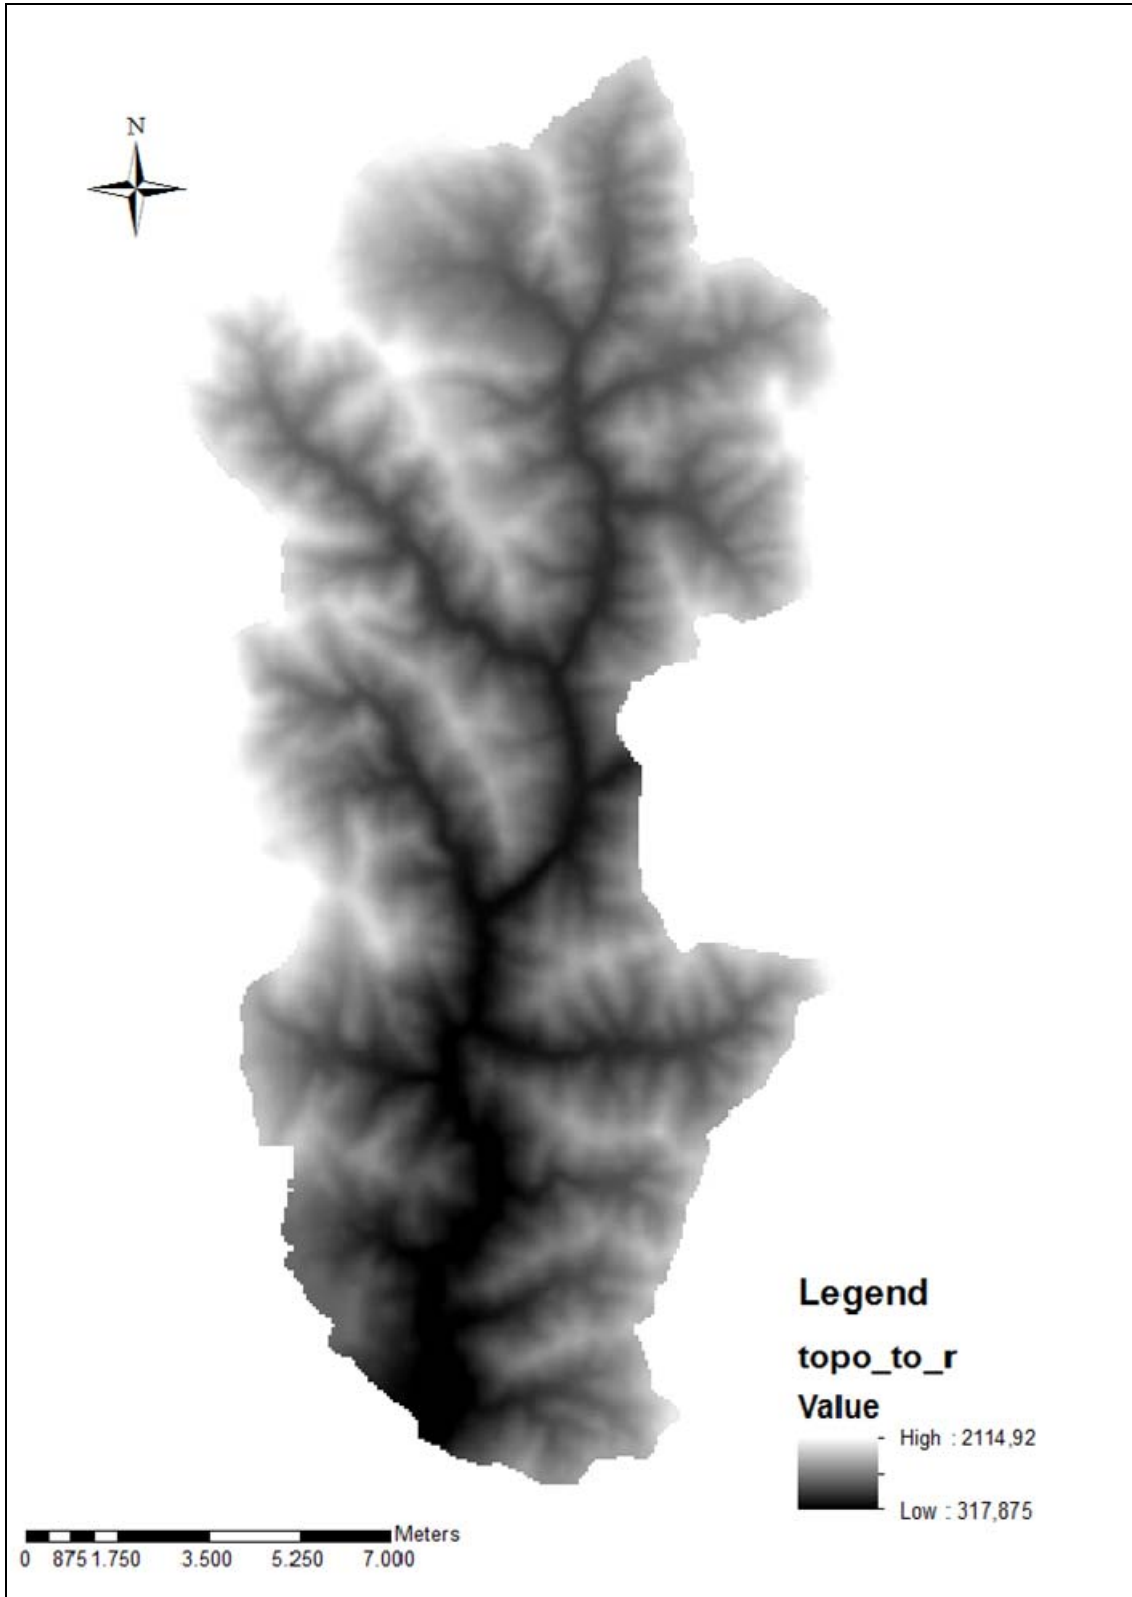 N
Legend
topo_to_r
Value
High : 2114,92
Low : 317,875
Meters
0 875 1.750 3.500 5.250 7.000